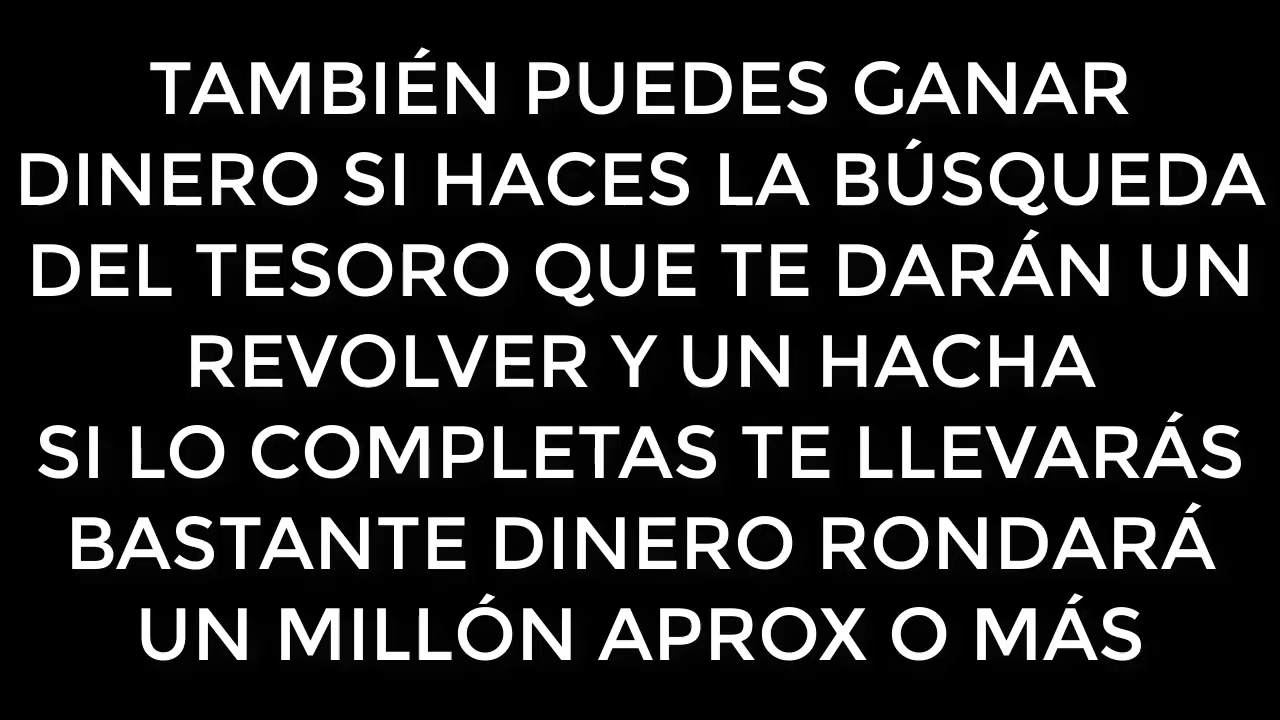 TAMBIÉN PUEDES GANAR
DINERO SI HACES LA BÚSQUEDA
DEL TESORO QUE TE DARÁN UN
REVOLVER Y UN HACHA
SI LO COMPLETAS TE LLEVARÁS
BASTANTE DINERO RONDARÁ
UN MILLÓN APROX O MÁS